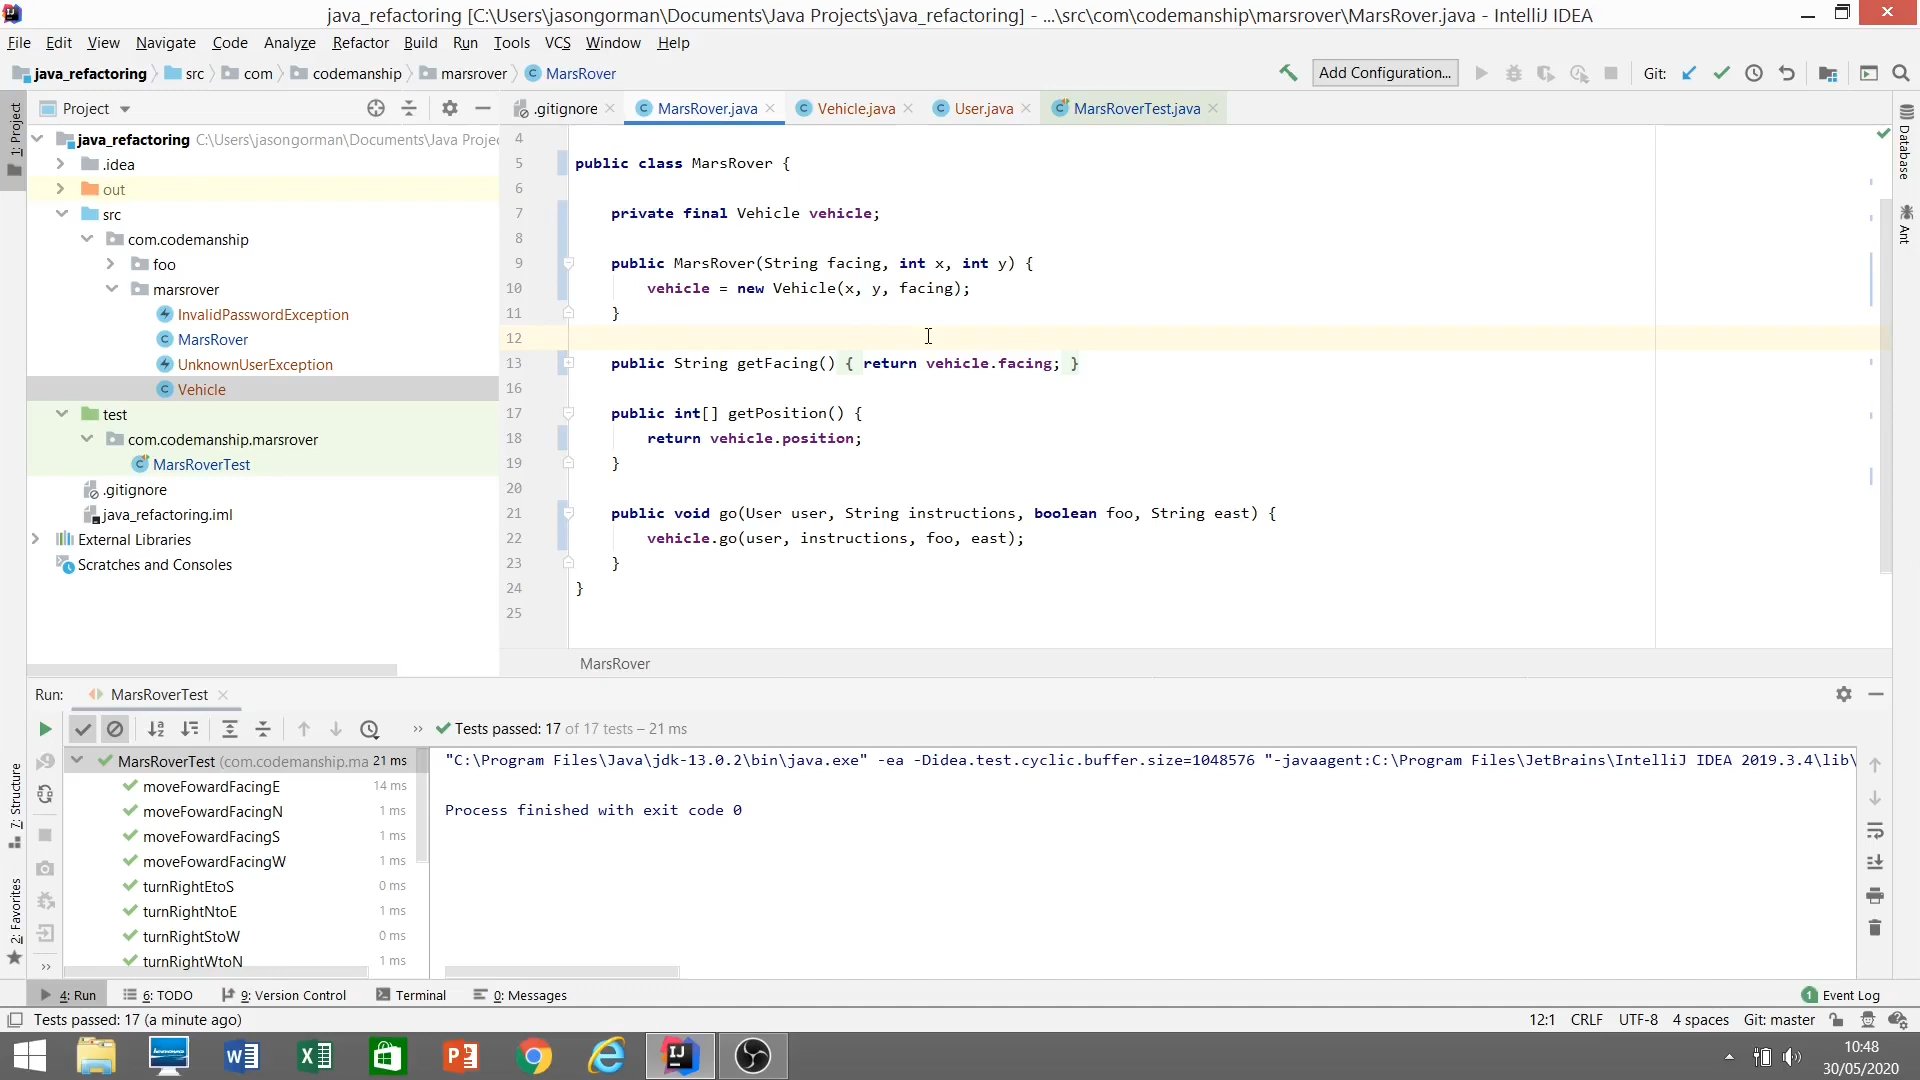 java_refactoring [C:\Users\jasongorman\Documents\Java Projects\java_refactoring] - ...\src\com\codemanship\marsrover\MarsRover.java - IntelliJ IDEA
File Edit View Navigate Code Analyze Refactor Build Run Tools VCS Window Help
java_refactoring src com codemanship marsrover MarsRover Add Configuration... Git:
1: Project
Project
.gitignore MarsRover.java Vehicle.java User.java MarsRoverTest.java
java_refactoring C:\Users\jasongorman\Documents\Java Projec
.idea
out
src
com.codemanship
foo
marsrover
InvalidPasswordException
MarsRover
UnknownUserException
Vehicle
test
com.codemanship.marsrover
MarsRoverTest
.gitignore
java_refactoring.iml
External Libraries
Scratches and Consoles
4
5 public class MarsRover {
6
7 private final Vehicle vehicle;
8
9 public MarsRover(String facing, int x, int y) {
10 vehicle = new Vehicle(x, y, facing);
11 }
12
13 public String getFacing() { return vehicle.facing; }
16
17 public int[] getPosition() {
18 return vehicle.position;
19 }
20
21 public void go(User user, String instructions, boolean foo, String east) {
22 vehicle.go(user, instructions, foo, east);
23 }
24 }
25
MarsRover
Database
Ant
Run: MarsRoverTest
Tests passed: 17 of 17 tests – 21 ms
MarsRoverTest (com.codemanship.ma 21 ms
moveFowardFacingE 14 ms
moveFowardFacingN 1 ms
moveFowardFacingS 1 ms
moveFowardFacingW 1 ms
turnRightEtoS 0 ms
turnRightNtoE 1 ms
turnRightStoW 0 ms
turnRightWtoN 1 ms
"C:\Program Files\Java\jdk-13.0.2\bin\java.exe" -ea -Didea.test.cyclic.buffer.size=1048576 "-javaagent:C:\Program Files\JetBrains\IntelliJ IDEA 2019.3.4\lib\
Process finished with exit code 0
7: Structure
2: Favorites
4: Run 6: TODO 9: Version Control Terminal 0: Messages 1 Event Log
Tests passed: 17 (a minute ago) 12:1 CRLF UTF-8 4 spaces Git: master
10:48
30/05/2020